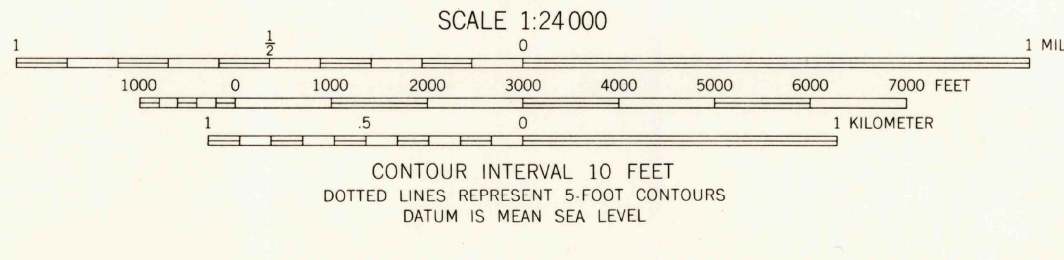 SCALE 1:24 000
1 ½ 0 1 MIL
1000 0 1000 2000 3000 4000 5000 6000 7000 FEET
1 .5 0 1 KILOMETER
CONTOUR INTERVAL 10 FEET
DOTTED LINES REPRESENT 5-FOOT CONTOURS
DATUM IS MEAN SEA LEVEL